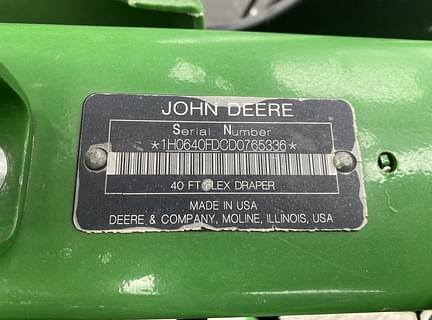 JOHN DEERE
Serial Number
*1H0640FDCD0765336*
40 FT FLEX DRAPER
MADE IN USA
DEERE & COMPANY, MOLINE, ILLINOIS, USA